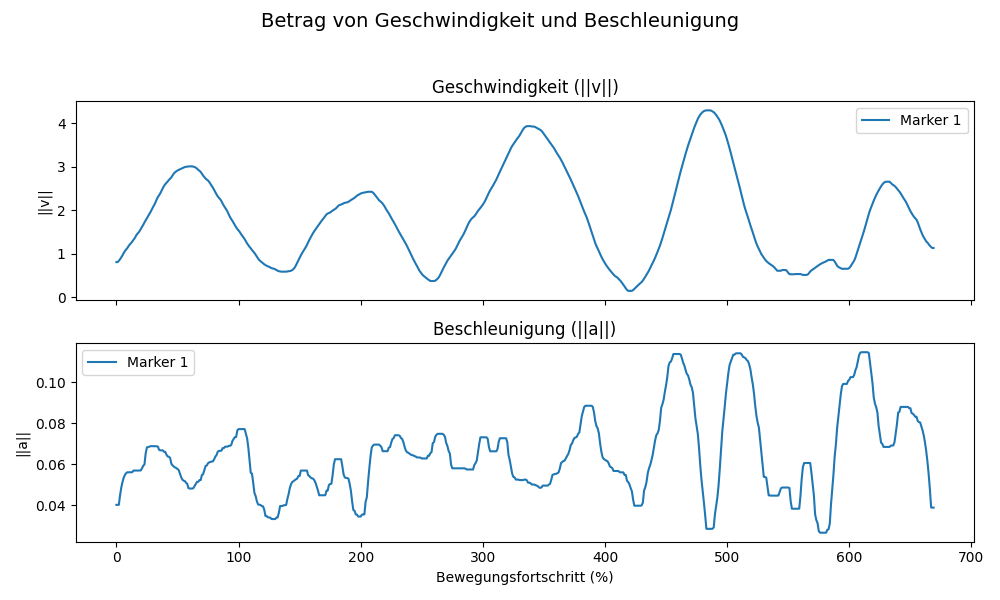 Betrag von Geschwindigkeit und Beschleunigung
Geschwindigkeit (||v||)
4
3
2
1
0
||v||
Marker 1
Beschleunigung (||a||)
Marker 1
0.10
0.08
0.06
0.04
||a||
0 100 200 300 400 500 600 700
Bewegungsfortschritt (%)